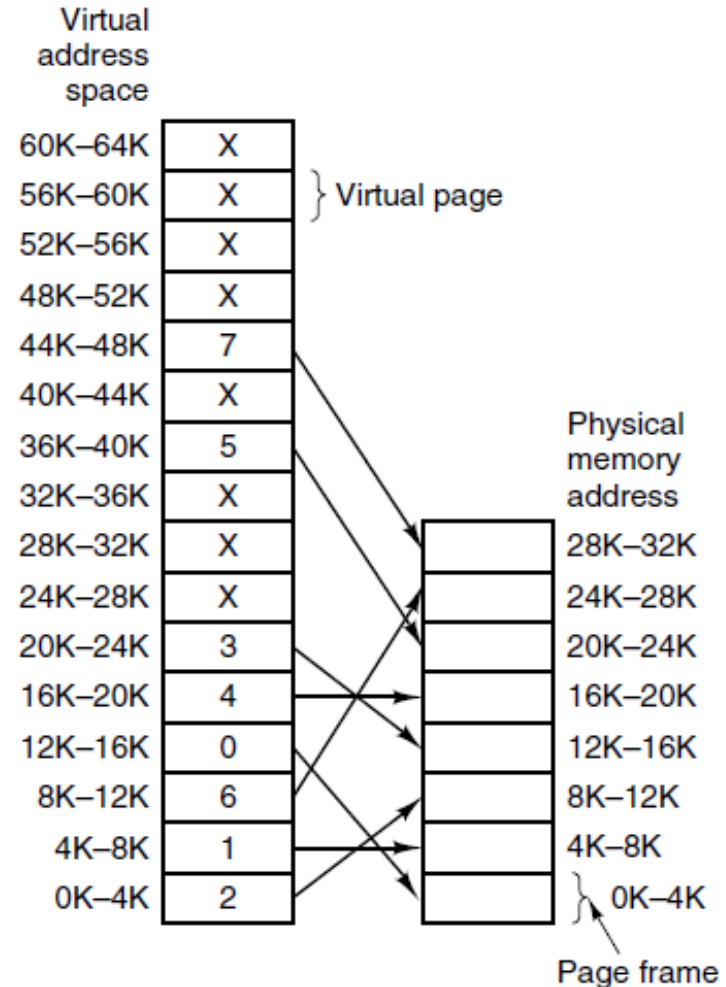 Virtual
address
space
60K–64K X
56K–60K X Virtual page
52K–56K X
48K–52K X
44K–48K 7
40K–44K X
36K–40K 5
32K–36K X
28K–32K X
24K–28K X
20K–24K 3
16K–20K 4
12K–16K 0
8K–12K 6
4K–8K 1
0K–4K 2
Physical
memory
address
28K–32K
24K–28K
20K–24K
16K–20K
12K–16K
8K–12K
4K–8K
0K–4K
Page frame